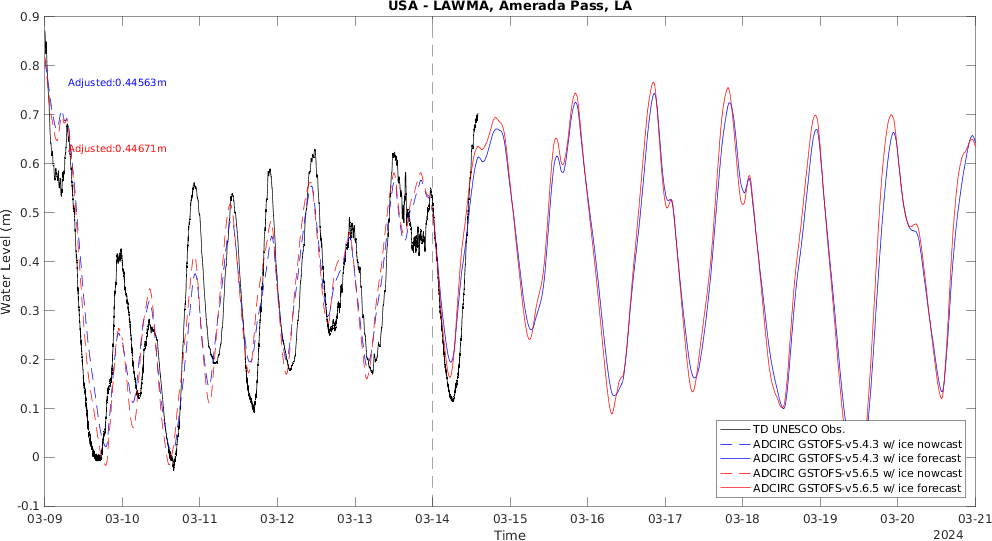 USA - LAWMA, Amerada Pass, LA
0.9
0.8
0.7
0.6
0.5
0.4
0.3
0.2
0.1
0
-0.1
Water Level (m)
Adjusted:0.44563m
Adjusted:0.44671m
TD UNESCO Obs.
ADCIRC GSTOFS-v5.4.3 w/ ice nowcast
ADCIRC GSTOFS-v5.4.3 w/ ice forecast
ADCIRC GSTOFS-v5.6.5 w/ ice nowcast
ADCIRC GSTOFS-v5.6.5 w/ ice forecast
03-09 03-10 03-11 03-12 03-13 03-14 03-15 03-16 03-17 03-18 03-19 03-20 03-21
Time
2024